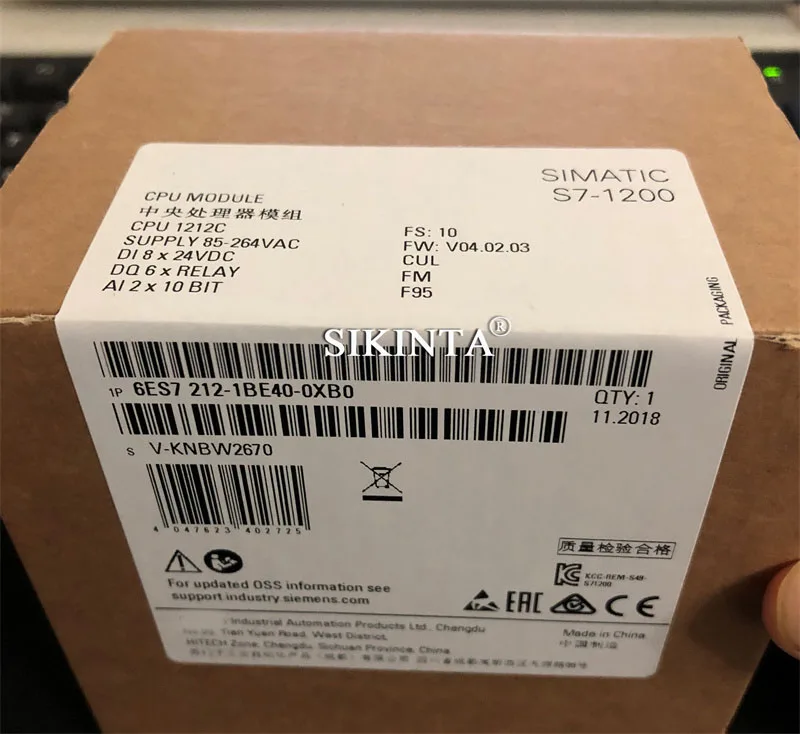 SIMATIC
S7-1200
CPU MODULE
中央处理器模组
CPU 1212C
SUPPLY 85-264VAC
DI 8 x 24VDC
DQ 6 x RELAY
AI 2 x 10 BIT
FS: 10
FW: V04.02.03
CUL
FM
F95
ORIGINAL PACKAGING
SIKINTA®
1P 6ES7 212-1BE40-0XB0
QTY: 1
11.2018
S V-KNBW2670
4 047623 402725
质量检验合格
KCC-REM-S49-
S71200
For updated OSS information see
support industry siemens.com
EAC
CE
Industrial Automation Products Ltd., Chengdu
Tian Yuan Road, West District,
HITECH Zone, Chengdu, Sichuan Province, China
Made in China
中国制造